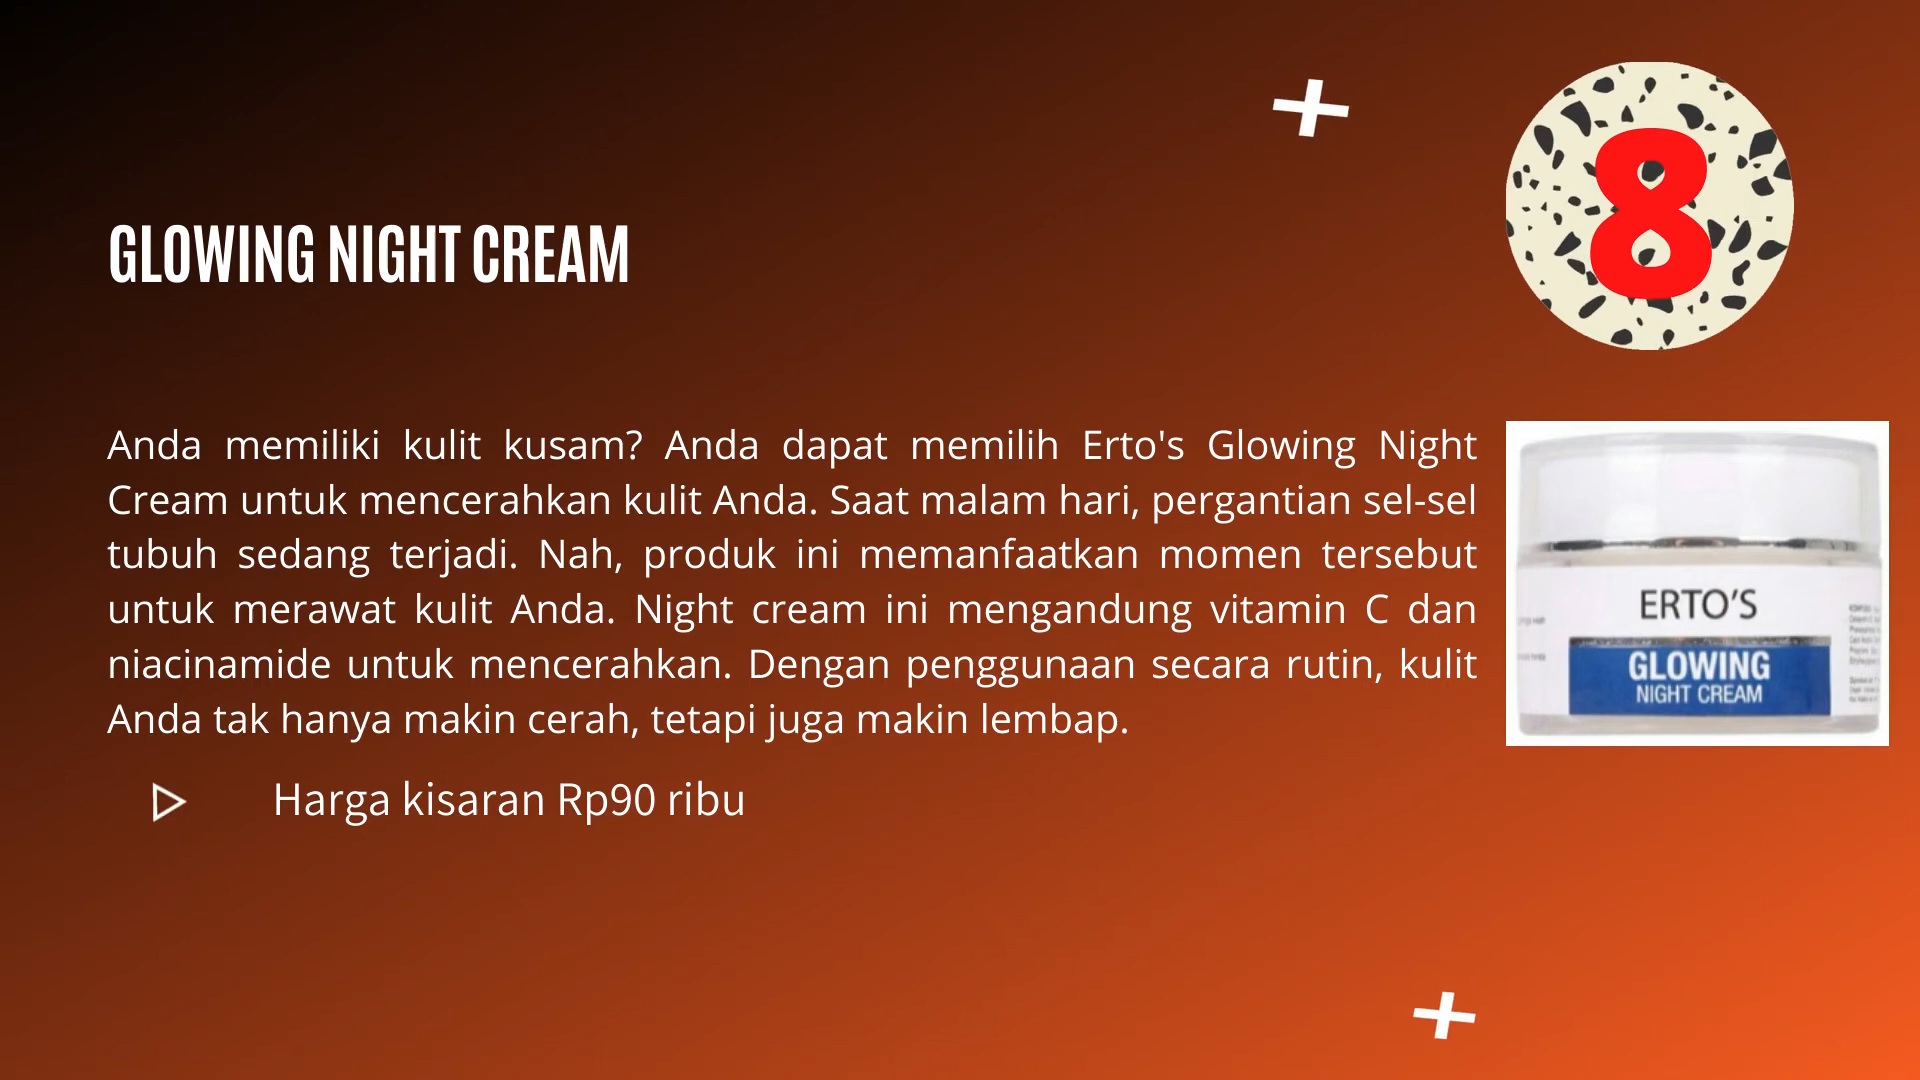 8
GLOWING NIGHT CREAM
Anda memiliki kulit kusam? Anda dapat memilih Erto's Glowing Night
Cream untuk mencerahkan kulit Anda. Saat malam hari, pergantian sel-sel
tubuh sedang terjadi. Nah, produk ini memanfaatkan momen tersebut
untuk merawat kulit Anda. Night cream ini mengandung vitamin C dan
niacinamide untuk mencerahkan. Dengan penggunaan secara rutin, kulit
Anda tak hanya makin cerah, tetapi juga makin lembap.
Harga kisaran Rp90 ribu
ERTO'S
GLOWING
NIGHT CREAM